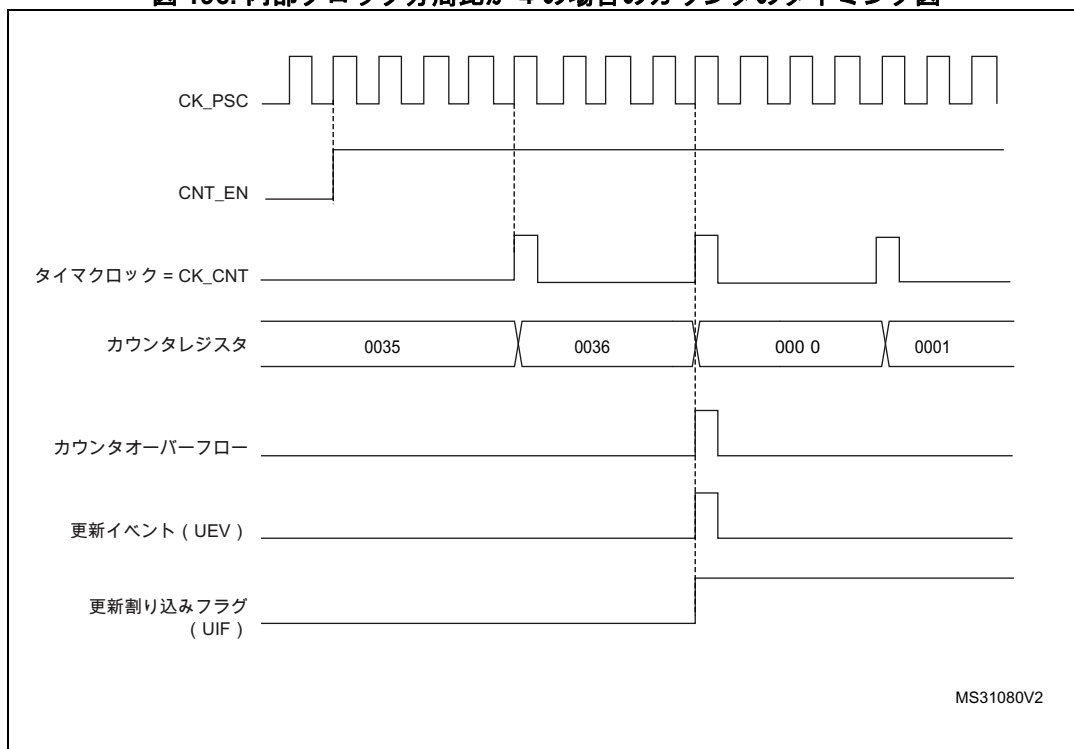 CK_PSC
CNT_EN
タイマクロック = CK_CNT
カウンタレジスタ
0035
0036
000 0
0001
カウンタオーバーフロー
更新イベント ( UEV )
更新割り込みフラグ
( UIF )
MS31080V2